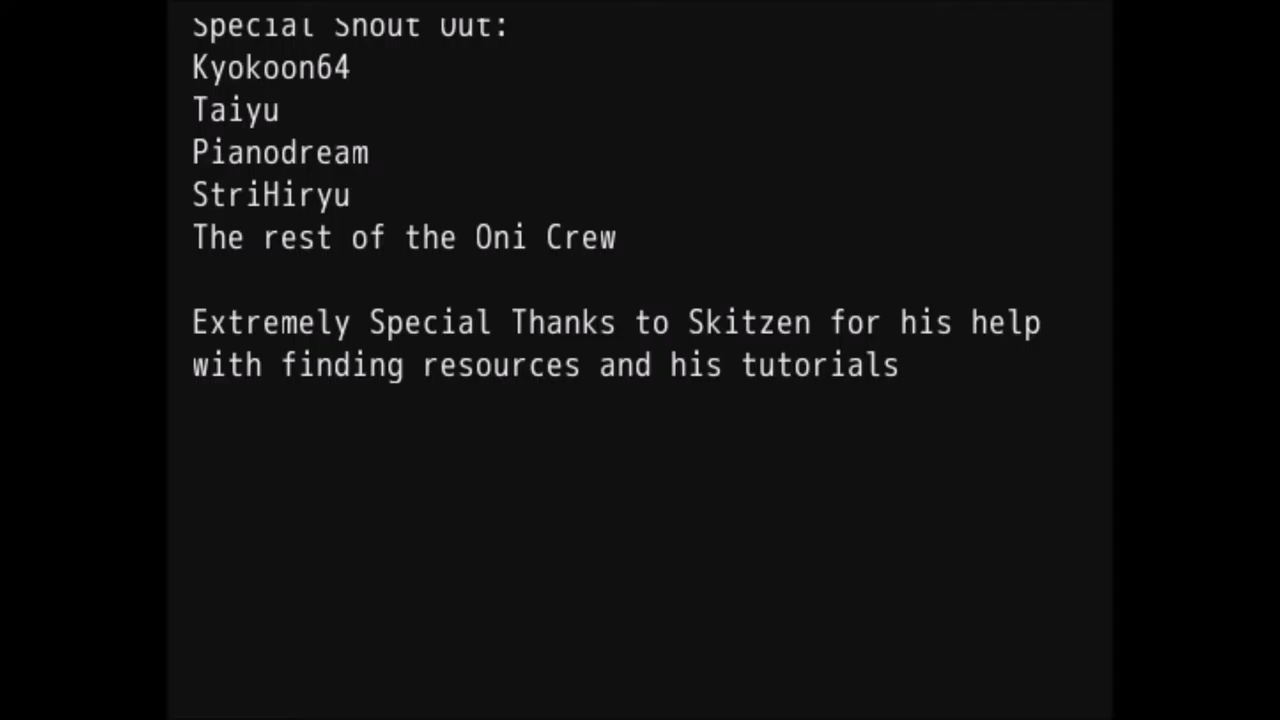 Special Shout Out:
Kyokoon64
Taiyu
Pianodream
StriHiryu
The rest of the Oni Crew
Extremely Special Thanks to Skitzen for his help
with finding resources and his tutorials